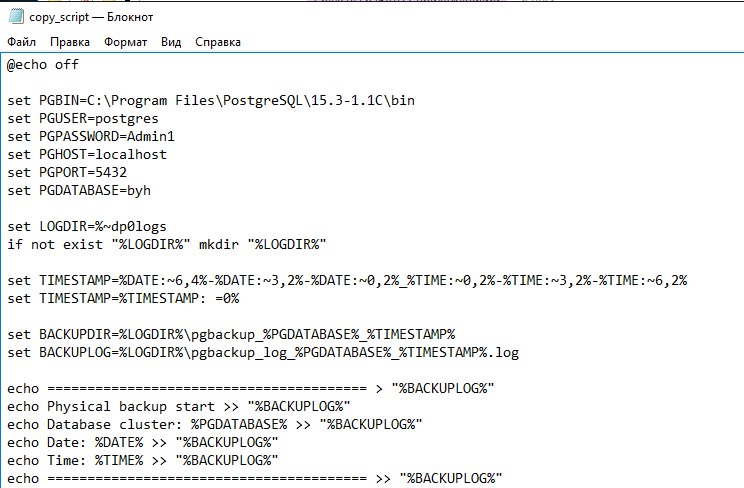 copy_script — Блокнот
Файл Правка Формат Вид Справка
@echo off
set PGBIN=C:\Program Files\PostgreSQL\15.3-1.1C\bin
set PGUSER=postgres
set PGPASSWORD=Admin1
set PGHOST=localhost
set PGPORT=5432
set PGDATABASE=byh
set LOGDIR=%~dp0logs
if not exist "%LOGDIR%" mkdir "%LOGDIR%"
set TIMESTAMP=%DATE:~6,4%-%DATE:~3,2%-%DATE:~0,2%_%TIME:~0,2%-%TIME:~3,2%-%TIME:~6,2%
set TIMESTAMP=%TIMESTAMP: =0%
set BACKUPDIR=%LOGDIR%\pgbackup_%PGDATABASE%_%TIMESTAMP%
set BACKUPLOG=%LOGDIR%\pgbackup_log_%PGDATABASE%_%TIMESTAMP%.log
echo ======================================== > "%BACKUPLOG%"
echo Physical backup start >> "%BACKUPLOG%"
echo Database cluster: %PGDATABASE% >> "%BACKUPLOG%"
echo Date: %DATE% >> "%BACKUPLOG%"
echo Time: %TIME% >> "%BACKUPLOG%"
echo ======================================== >> "%BACKUPLOG%"